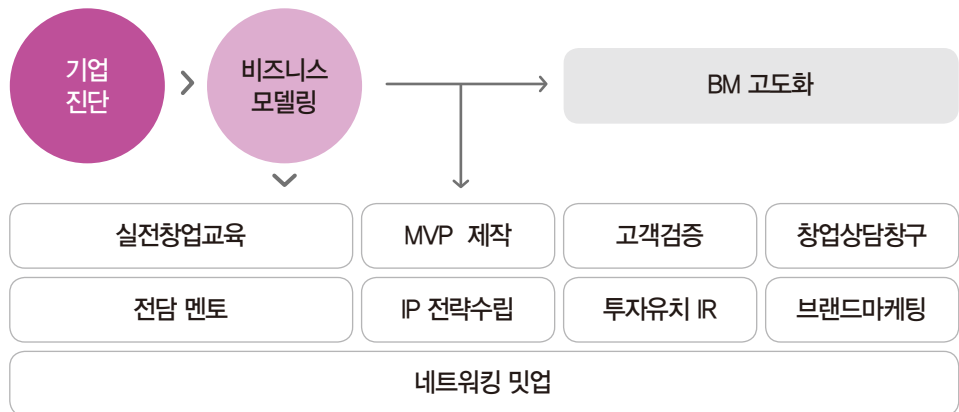 기업
진단
비즈니스
모델링
BM 고도화
실전창업교육
MVP 제작
고객검증
창업상담창구
전담 멘토
IP 전략수립
투자유치 IR
브랜드마케팅
네트워킹 밋업